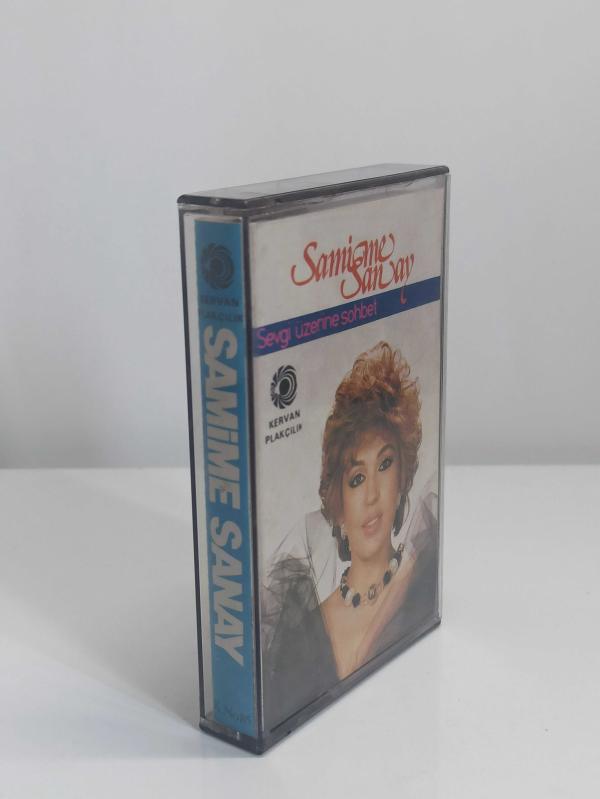 Samime
Sanay
Sevgi üzerine sohbet
KERVAN
PLAKÇILIK
KERVAN
PLAKÇILIK
SAMİME SANAY